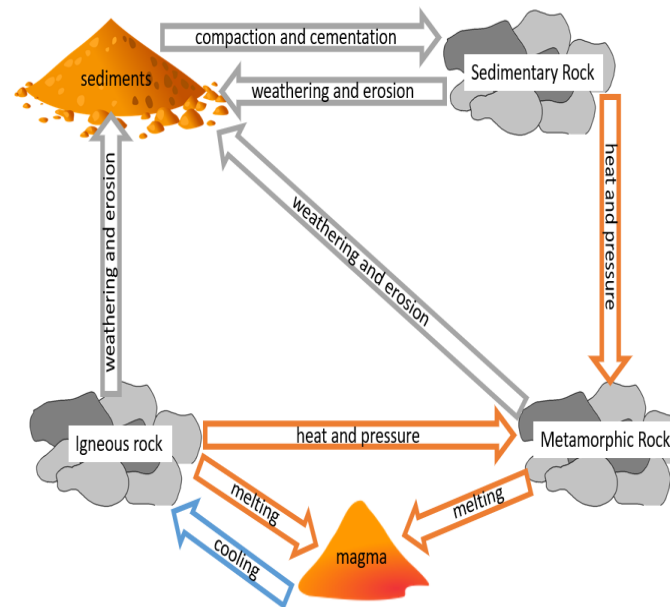 compaction and cementation
sediments
Sedimentary Rock
weathering and erosion
heat and pressure
weathering and erosion
weathering and erosion
Igneous rock
heat and pressure
Metamorphic Rock
melting
melting
cooling
magma